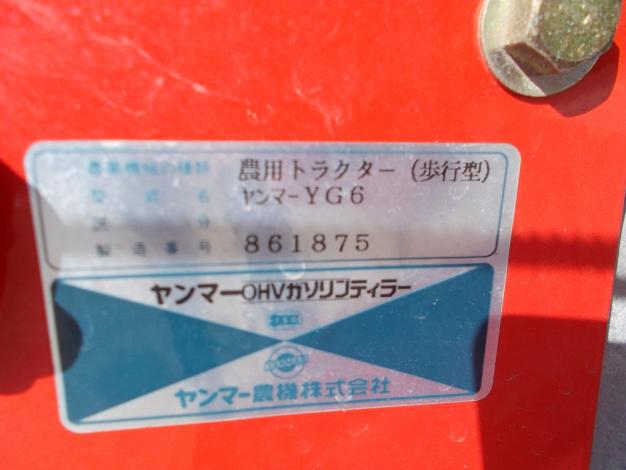 農業機械の種類 農用トラクター (歩行型)
型式名 ヤンマーYG6
区分
製造番号 861875
ヤンマーOHVガソリンティラー
ヤンマー農機株式会社